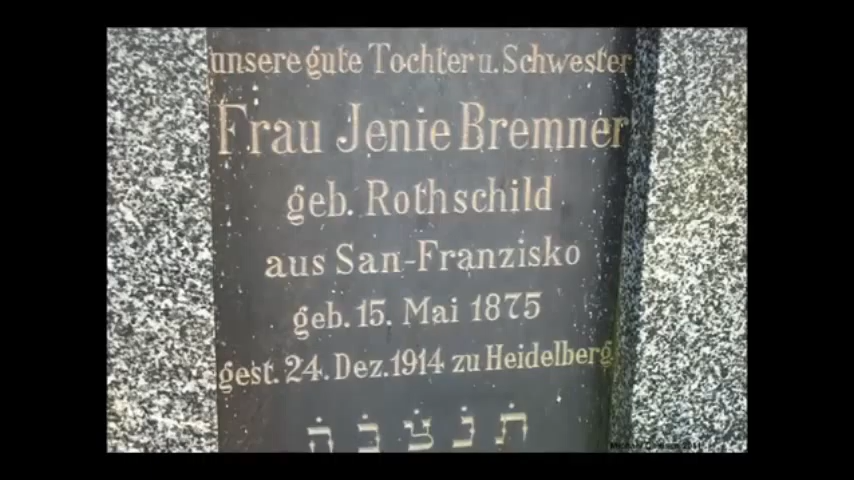 unsere gute Tochter u. Schwester
Frau Jenie Bremner
geb. Rothschild
aus San-Franzisko
geb. 15. Mai 1875
gest. 24. Dez. 1914 zu Heidelberg
ת̇ נ̇ צ̇ ב̇ ה̇